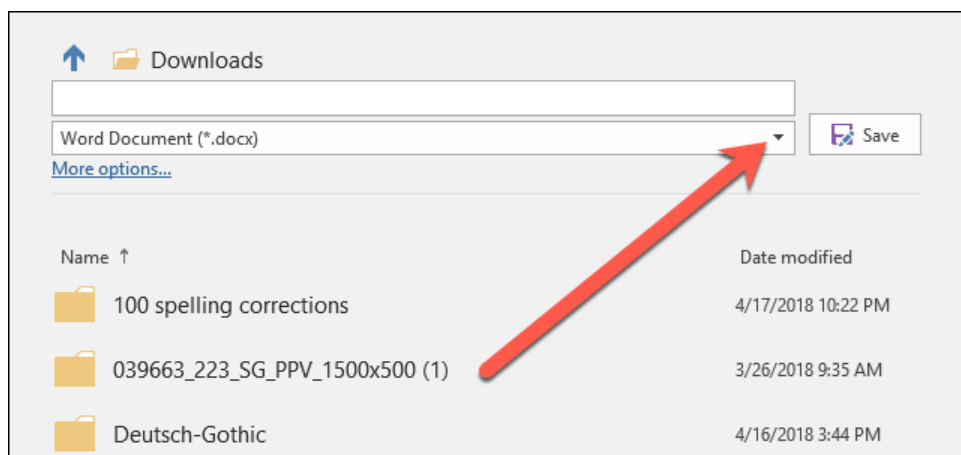 Downloads
Word Document (*.docx)
Save
More options...
Name ↑ Date modified
100 spelling corrections 4/17/2018 10:22 PM
039663_223_SG_PPV_1500x500 (1) 3/26/2018 9:35 AM
Deutsch-Gothic 4/16/2018 3:44 PM